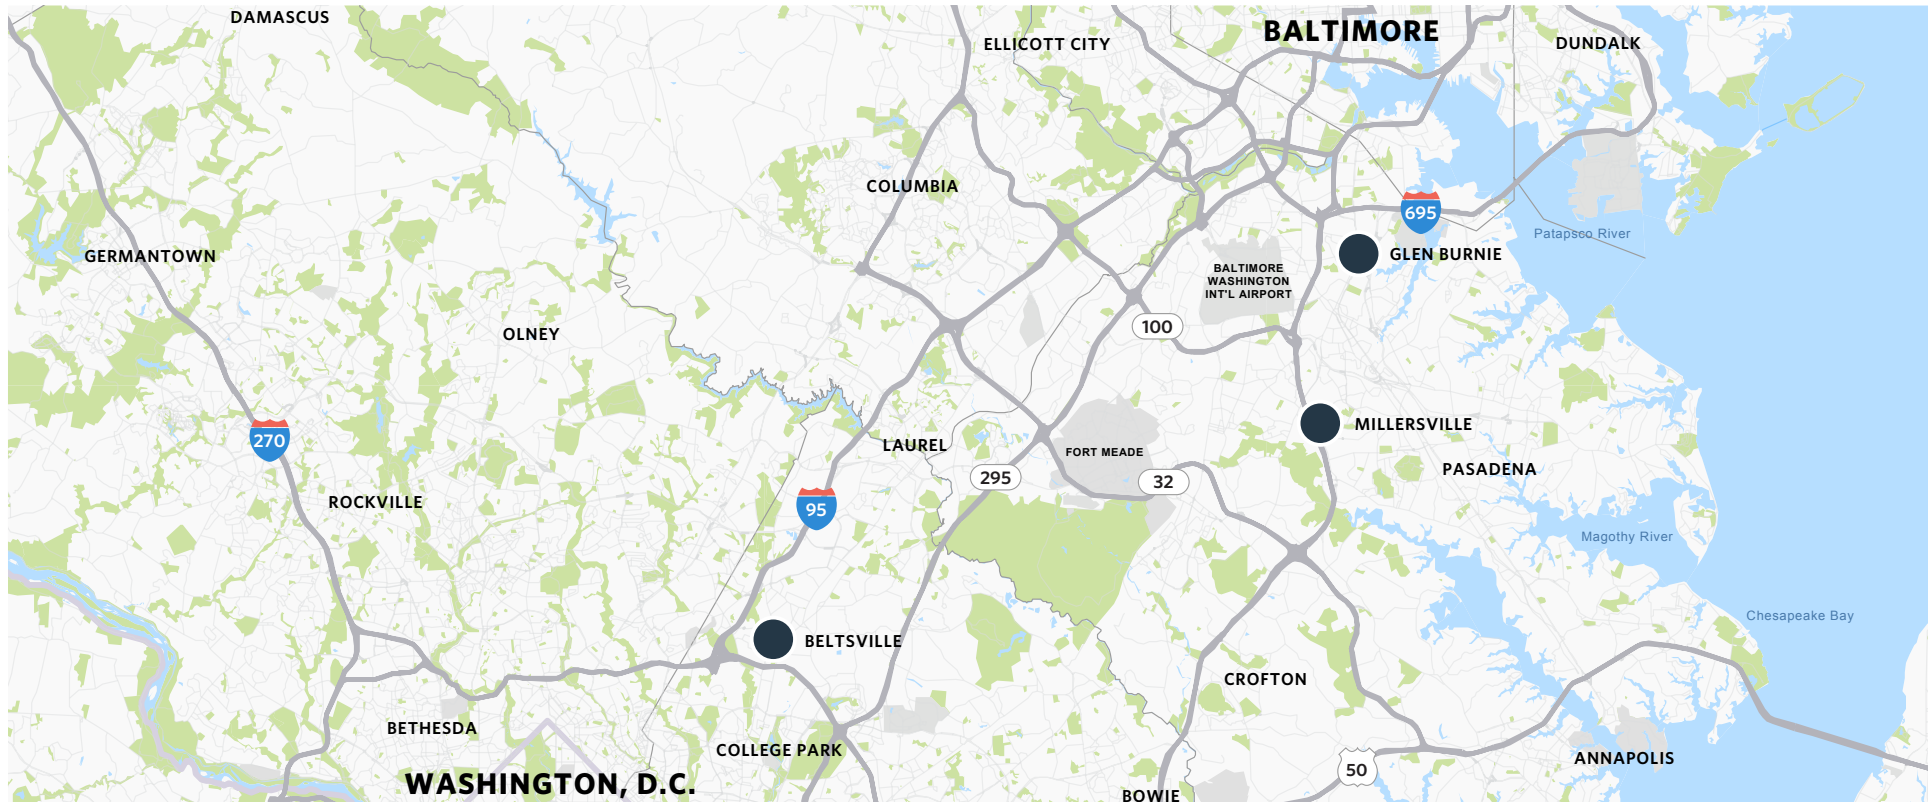 DAMASCUS
BALTIMORE
ELLICOTT CITY
DUNDALK
COLUMBIA
695
Patapsco River
GERMANTOWN
GLEN BURNIE
BALTIMORE
WASHINGTON
INT'L AIRPORT
100
OLNEY
MILLERSVILLE
270
LAUREL
FORT MEADE
PASADENA
295
32
ROCKVILLE
95
Magothy River
Chesapeake Bay
BELTSVILLE
CROFTON
BETHESDA
COLLEGE PARK
ANNAPOLIS
50
WASHINGTON, D.C.
BOWIE